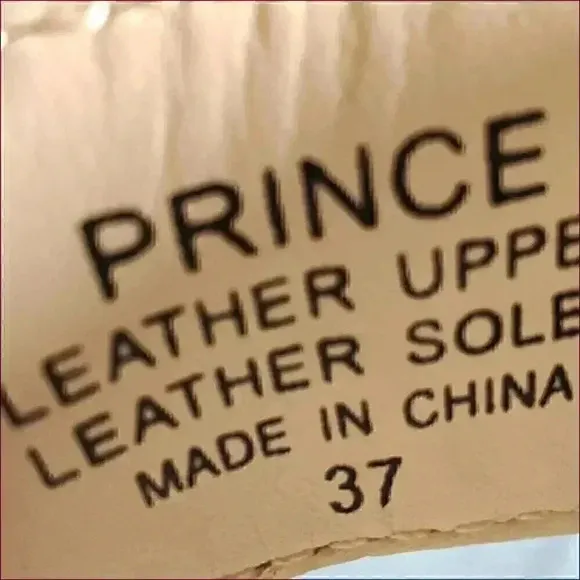 PRINCE
LEATHER UPPE
LEATHER SOLE
MADE IN CHINA
37